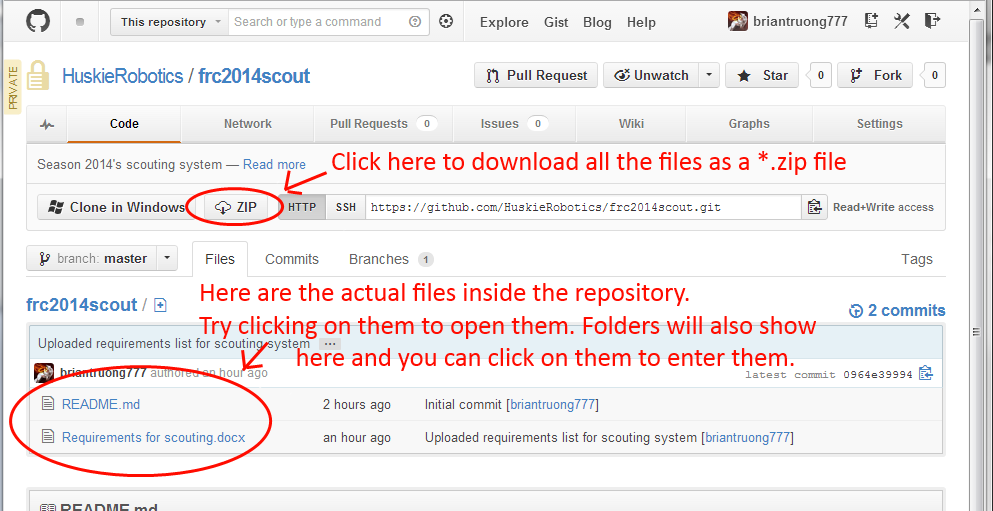 This repository Search or type a command Explore Gist Blog Help briantruong777
PRIVATE
HuskieRobotics / frc2014scout Pull Request Unwatch Star 0 Fork 0
Code Network Pull Requests 0 Issues 0 Wiki Graphs Settings
Season 2014's scouting system — Read more
Click here to download all the files as a *.zip file
Clone in Windows ZIP HTTP SSH https://github.com/HuskieRobotics/frc2014scout.git Read+Write access
branch: master Files Commits Branches 1 Tags
Here are the actual files inside the repository.
frc2014scout / 2 commits
Try clicking on them to open them. Folders will also show
Uploaded requirements list for scouting system ...
here and you can click on them to enter them.
briantruong777 authored an hour ago latest commit 0964e39994
README.md 2 hours ago Initial commit [briantruong777]
Requirements for scouting.docx an hour ago Uploaded requirements list for scouting system [briantruong777]
README.md